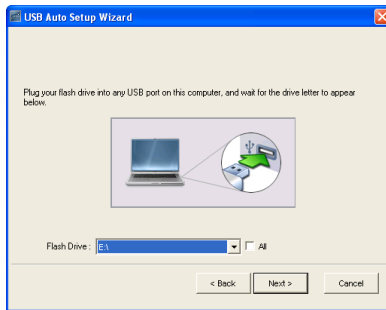 USB Auto Setup Wizard
Plug your flash drive into any USB port on this computer, and wait for the drive letter to appear
below.
Flash Drive : E:\ All
< Back Next > Cancel